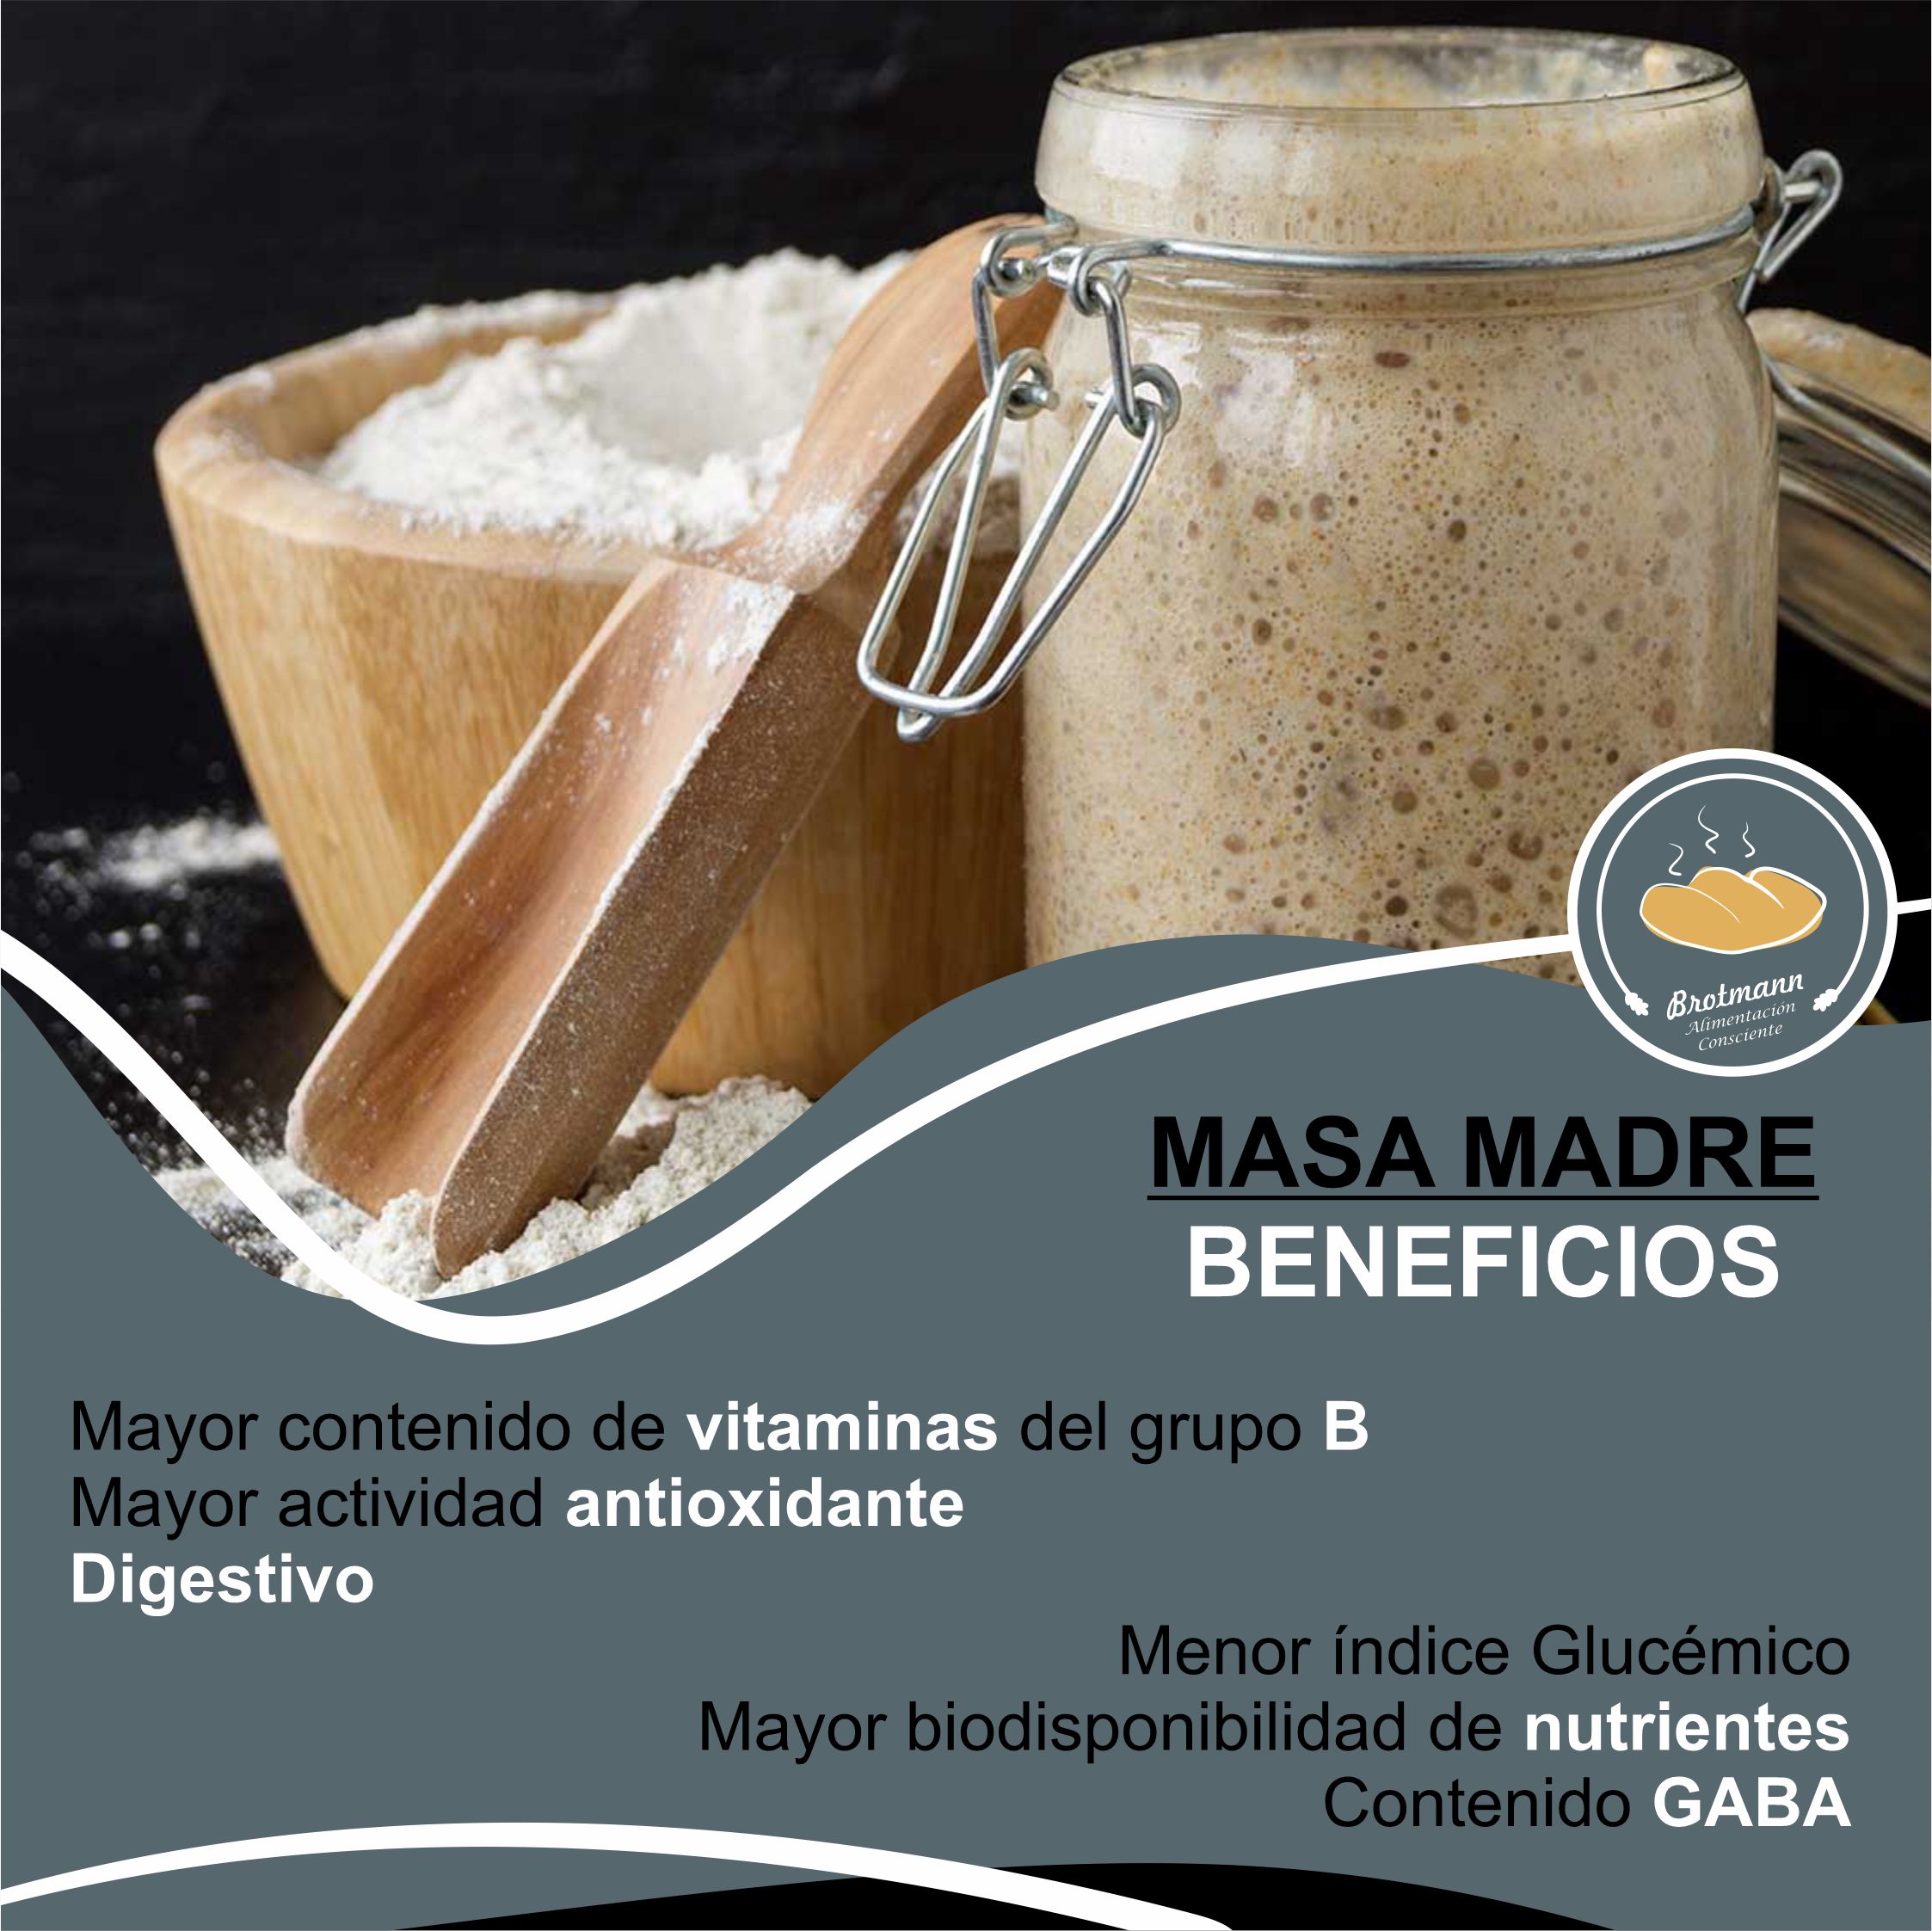 Brotmann
Alimentación
Consciente
MASA MADRE
BENEFICIOS
Mayor contenido de vitaminas del grupo B
Mayor actividad antioxidante
Digestivo
Menor índice Glucémico
Mayor biodisponibilidad de nutrientes
Contenido GABA